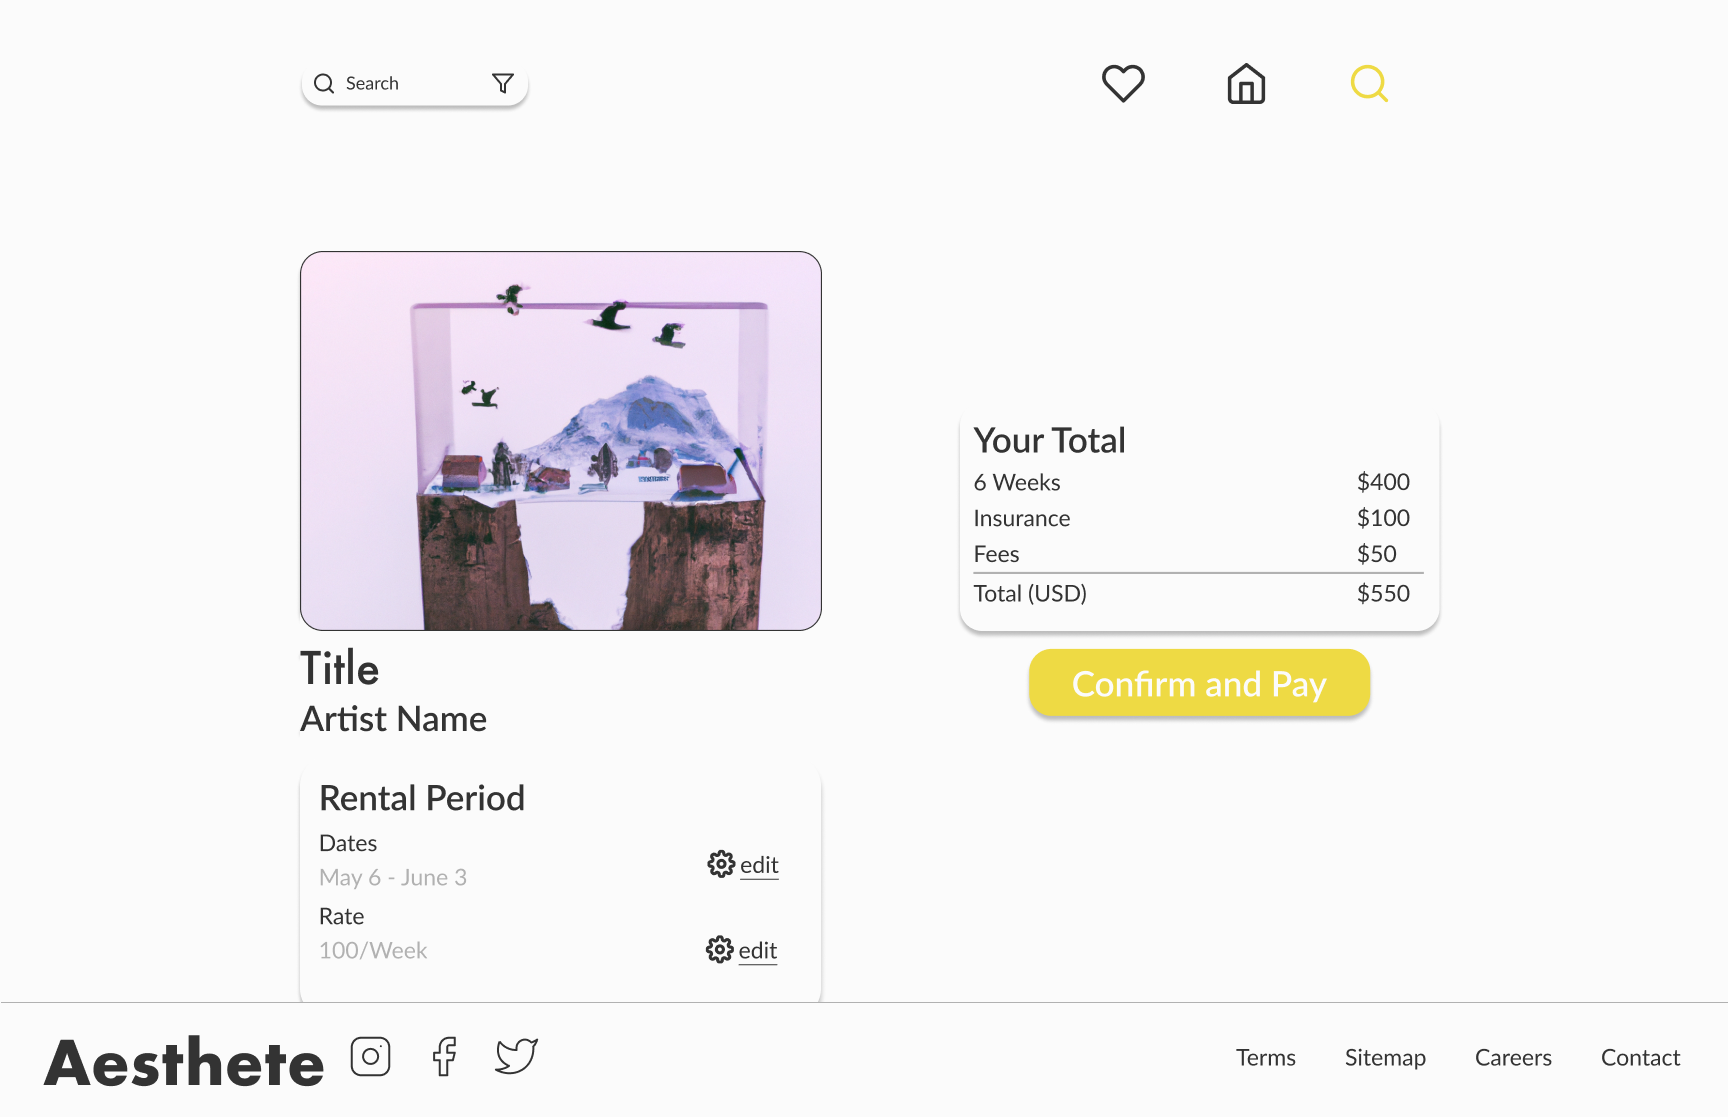 Search
Title
Artist Name
Your Total
6 Weeks $400
Insurance $100
Fees $50
Total (USD) $550
Confirm and Pay
Rental Period
Dates
May 6 - June 3
edit
Rate
100/Week
edit
Aesthete
Terms Sitemap Careers Contact